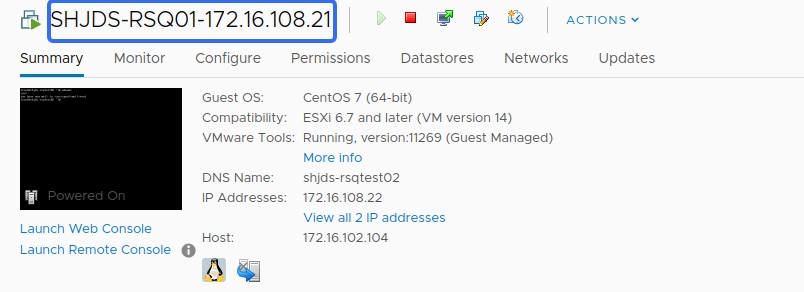 SHJDS-RSQ01-172.16.108.21
ACTIONS
Summary Monitor Configure Permissions Datastores Networks Updates
Guest OS: CentOS 7 (64-bit)
Compatibility: ESXi 6.7 and later (VM version 14)
VMware Tools: Running, version:11269 (Guest Managed)
More info
DNS Name: shjds-rsqtest02
IP Addresses: 172.16.108.22
View all 2 IP addresses
Host: 172.16.102.104
Powered On
Launch Web Console
Launch Remote Console